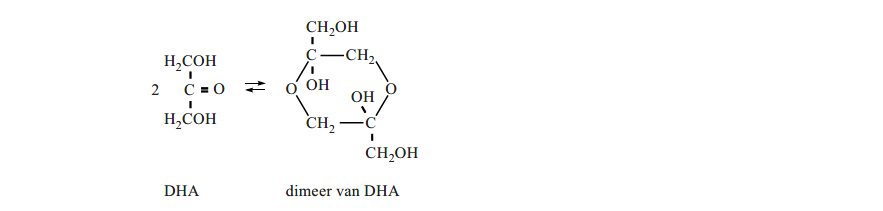 CH₂OH
H₂COH C CH₂
2 C = O ⇌ O OH O
OH
H₂COH CH₂ C
CH₂OH
DHA dimeer van DHA